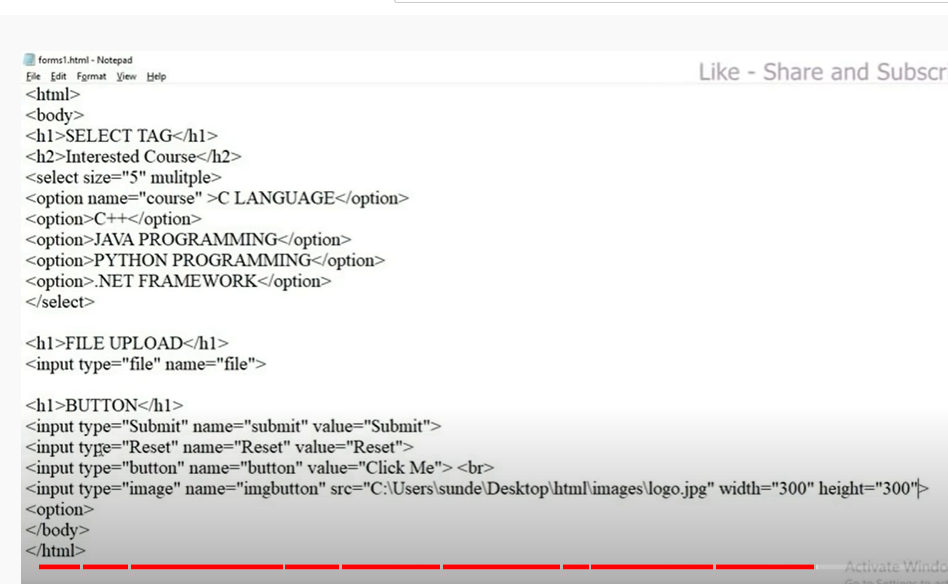 forms1.html - Notepad
File Edit Format View Help
Like - Share and Subscr
<html>
<body>
<h1>SELECT TAG</h1>
<h2>Interested Course</h2>
<select size="5" mulitple>
<option name="course" >C LANGUAGE</option>
<option>C++</option>
<option>JAVA PROGRAMMING</option>
<option>PYTHON PROGRAMMING</option>
<option>.NET FRAMEWORK</option>
</select>
<h1>FILE UPLOAD</h1>
<input type="file" name="file">
<h1>BUTTON</h1>
<input type="Submit" name="submit" value="Submit">
<input type="Reset" name="Reset" value="Reset">
<input type="button" name="button" value="Click Me"> <br>
<input type="image" name="imgbutton" src="C:\Users\sunde\Desktop\html\images\logo.jpg" width="300" height="300">
<option>
</body>
</html>
Activate Windo